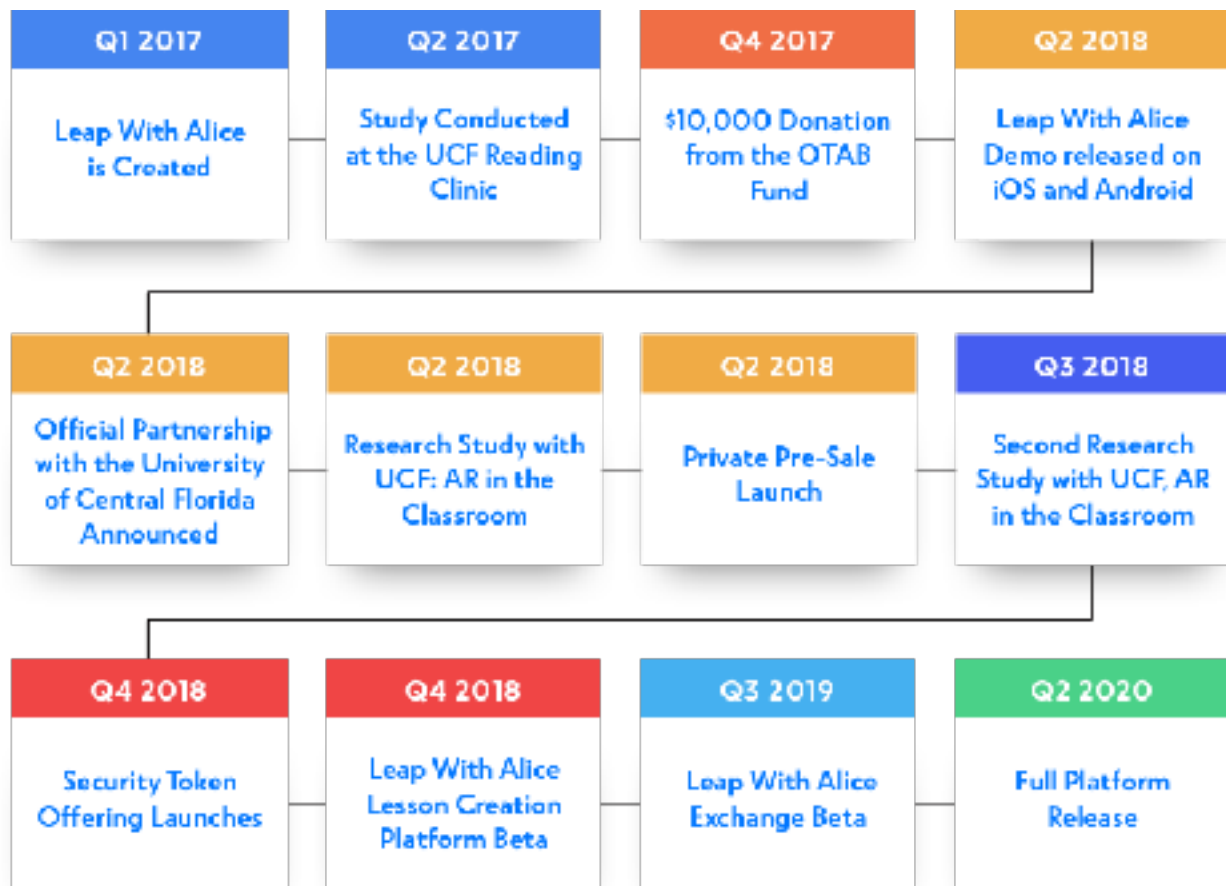 Q1 2017
Leap With Alice
is Created
Q2 2017
Study Conducted
at the UCF Reading
Clinic
Q4 2017
$10,000 Donation
from the OTAB
Fund
Q2 2018
Leap With Alice
Demo released on
iOS and Android
Q2 2018
Official Partnership
with the University
of Central Florida
Announced
Q2 2018
Research Study with
UCF: AR in the
Classroom
Q2 2018
Private Pre-Sale
Launch
Q3 2018
Second Research
Study with UCF, AR
in the Classroom
Q4 2018
Security Token
Offering Launches
Q4 2018
Leap With Alice
Lesson Creation
Platform Beta
Q3 2019
Leap With Alice
Exchange Beta
Q2 2020
Full Platform
Release